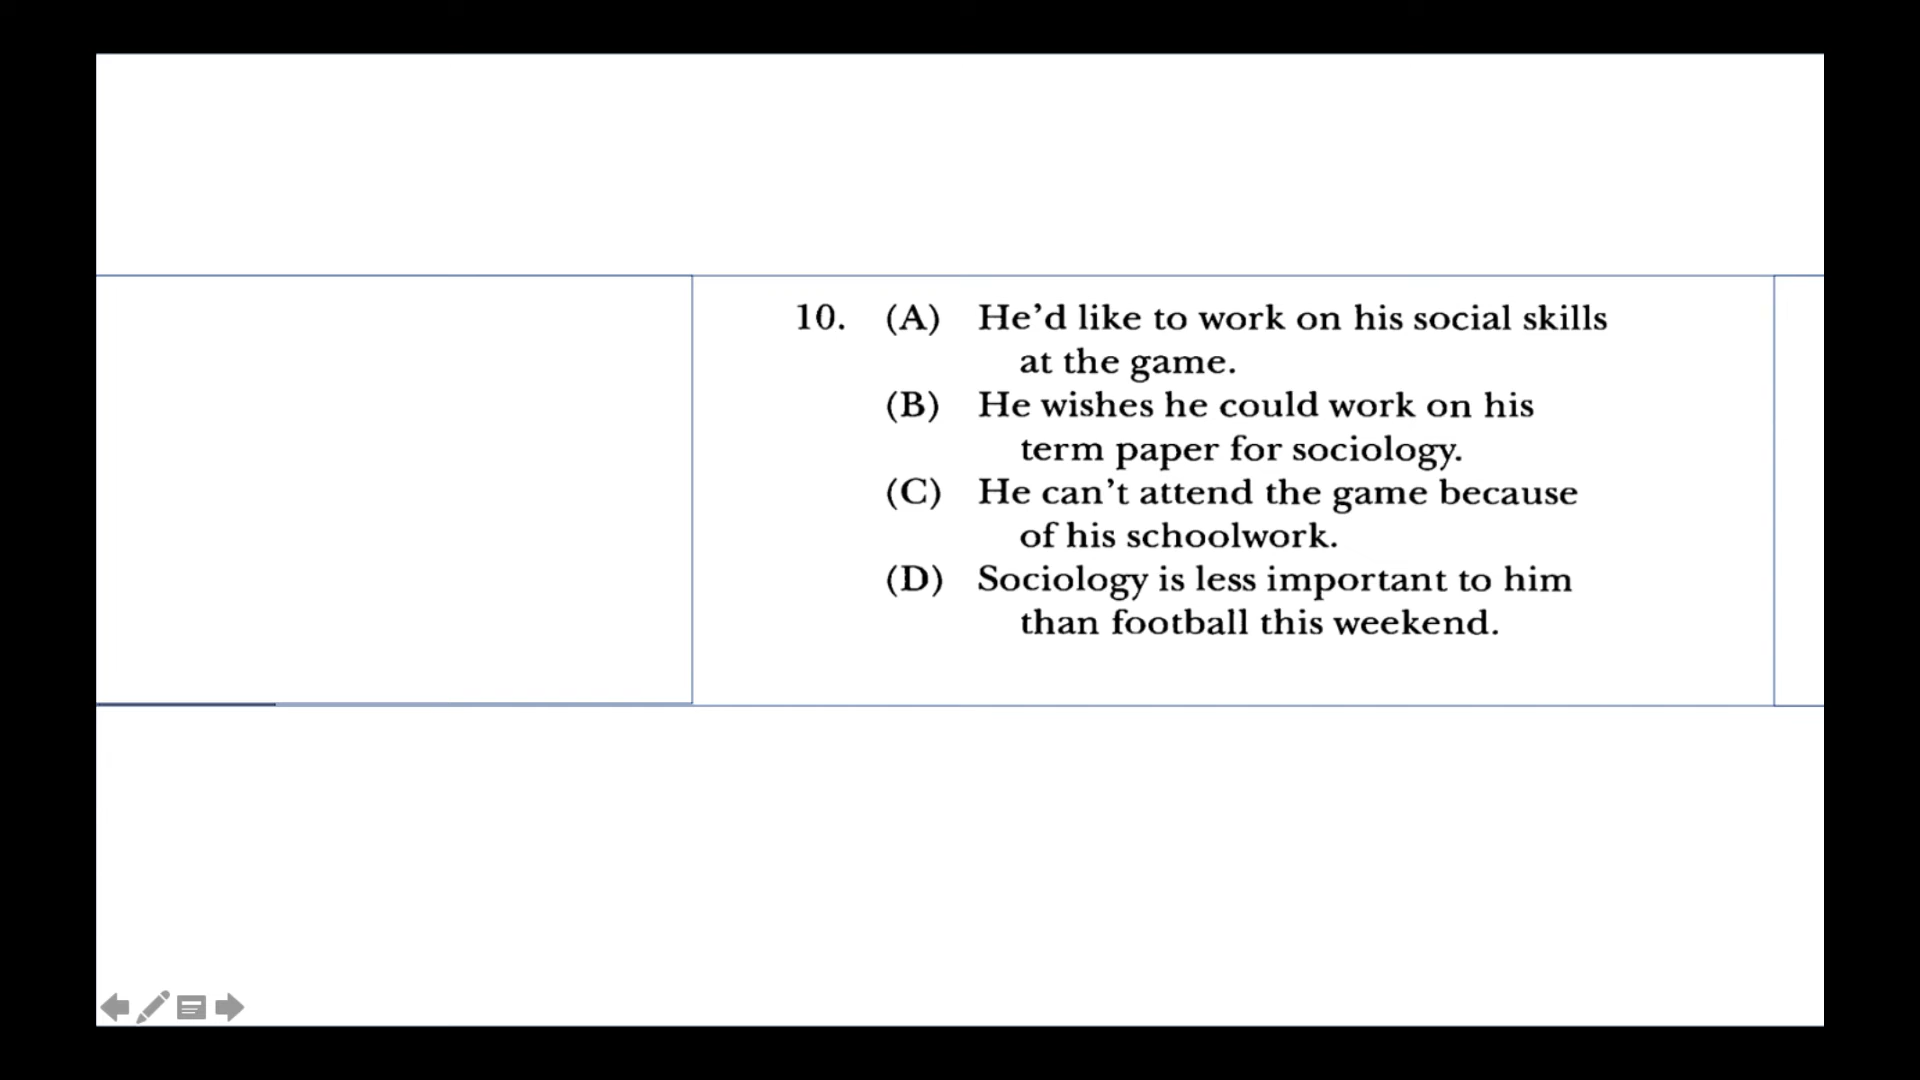 10. (A) He’d like to work on his social skills
at the game.
(B) He wishes he could work on his
term paper for sociology.
(C) He can’t attend the game because
of his schoolwork.
(D) Sociology is less important to him
than football this weekend.